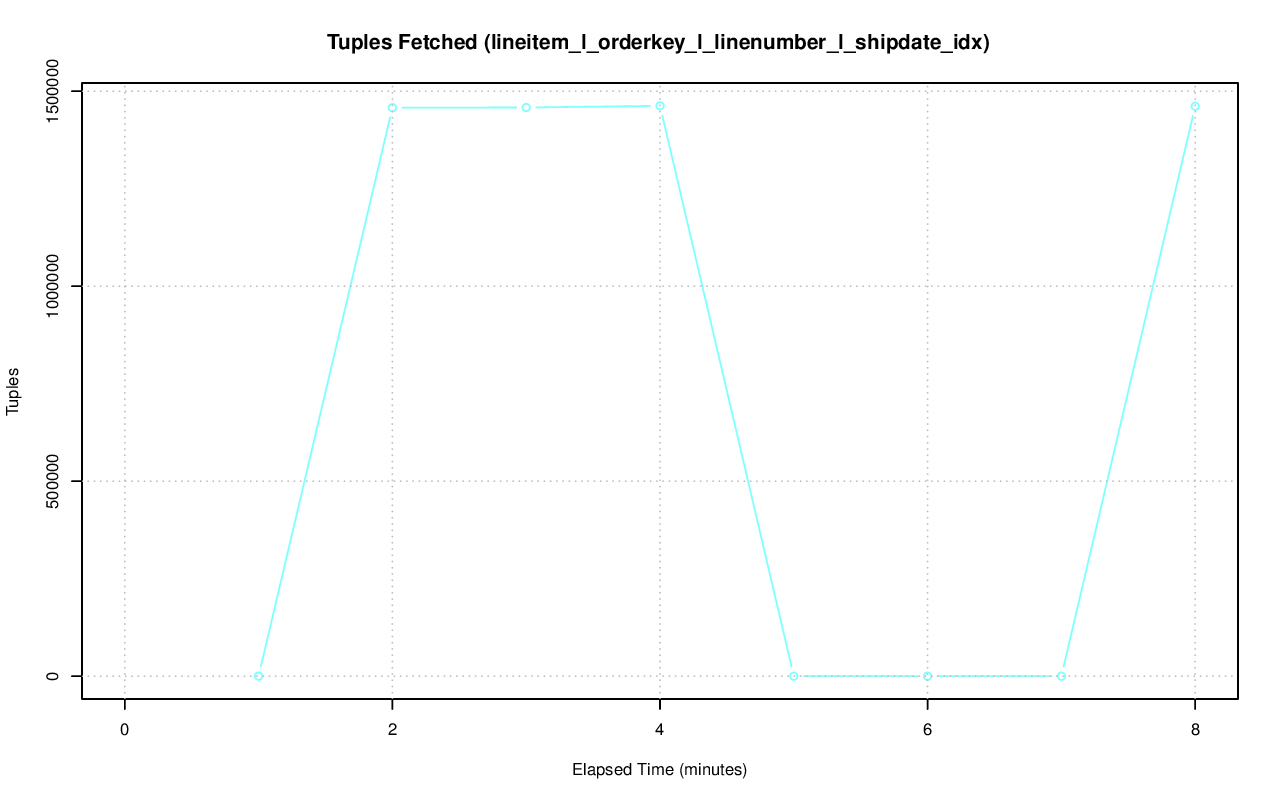 Tuples Fetched (lineitem_l_orderkey_l_linenumber_l_shipdate_idx)
1500000
1000000
500000
0
Tuples
0 2 4 6 8
Elapsed Time (minutes)